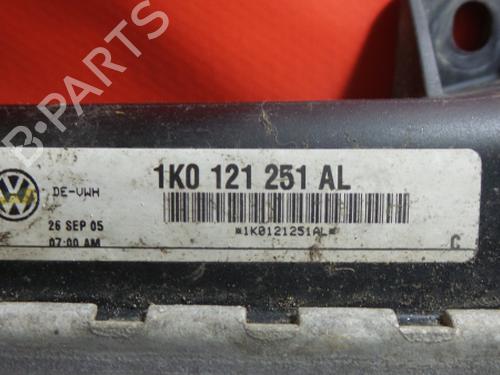 B-PARTS
1K0 121 251 AL
DE-VWH
26 SEP 05
07:00 AM
*1K0121251AL*
C